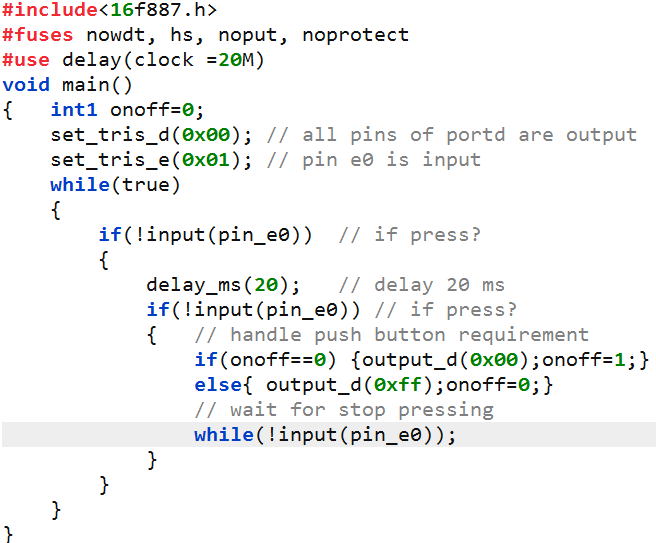 #include<16f887.h>
#fuses nowdt, hs, noput, noprotect
#use delay(clock =20M)
void main()
{   int1 onoff=0;
    set_tris_d(0x00); // all pins of portd are output
    set_tris_e(0x01); // pin e0 is input
    while(true)
    {
        if(!input(pin_e0))  // if press?
        {
            delay_ms(20);   // delay 20 ms
            if(!input(pin_e0)) // if press?
            {   // handle push button requirement
                if(onoff==0) {output_d(0x00);onoff=1;}
                else{ output_d(0xff);onoff=0;}
                // wait for stop pressing
                while(!input(pin_e0));
            }
        }
    }
}